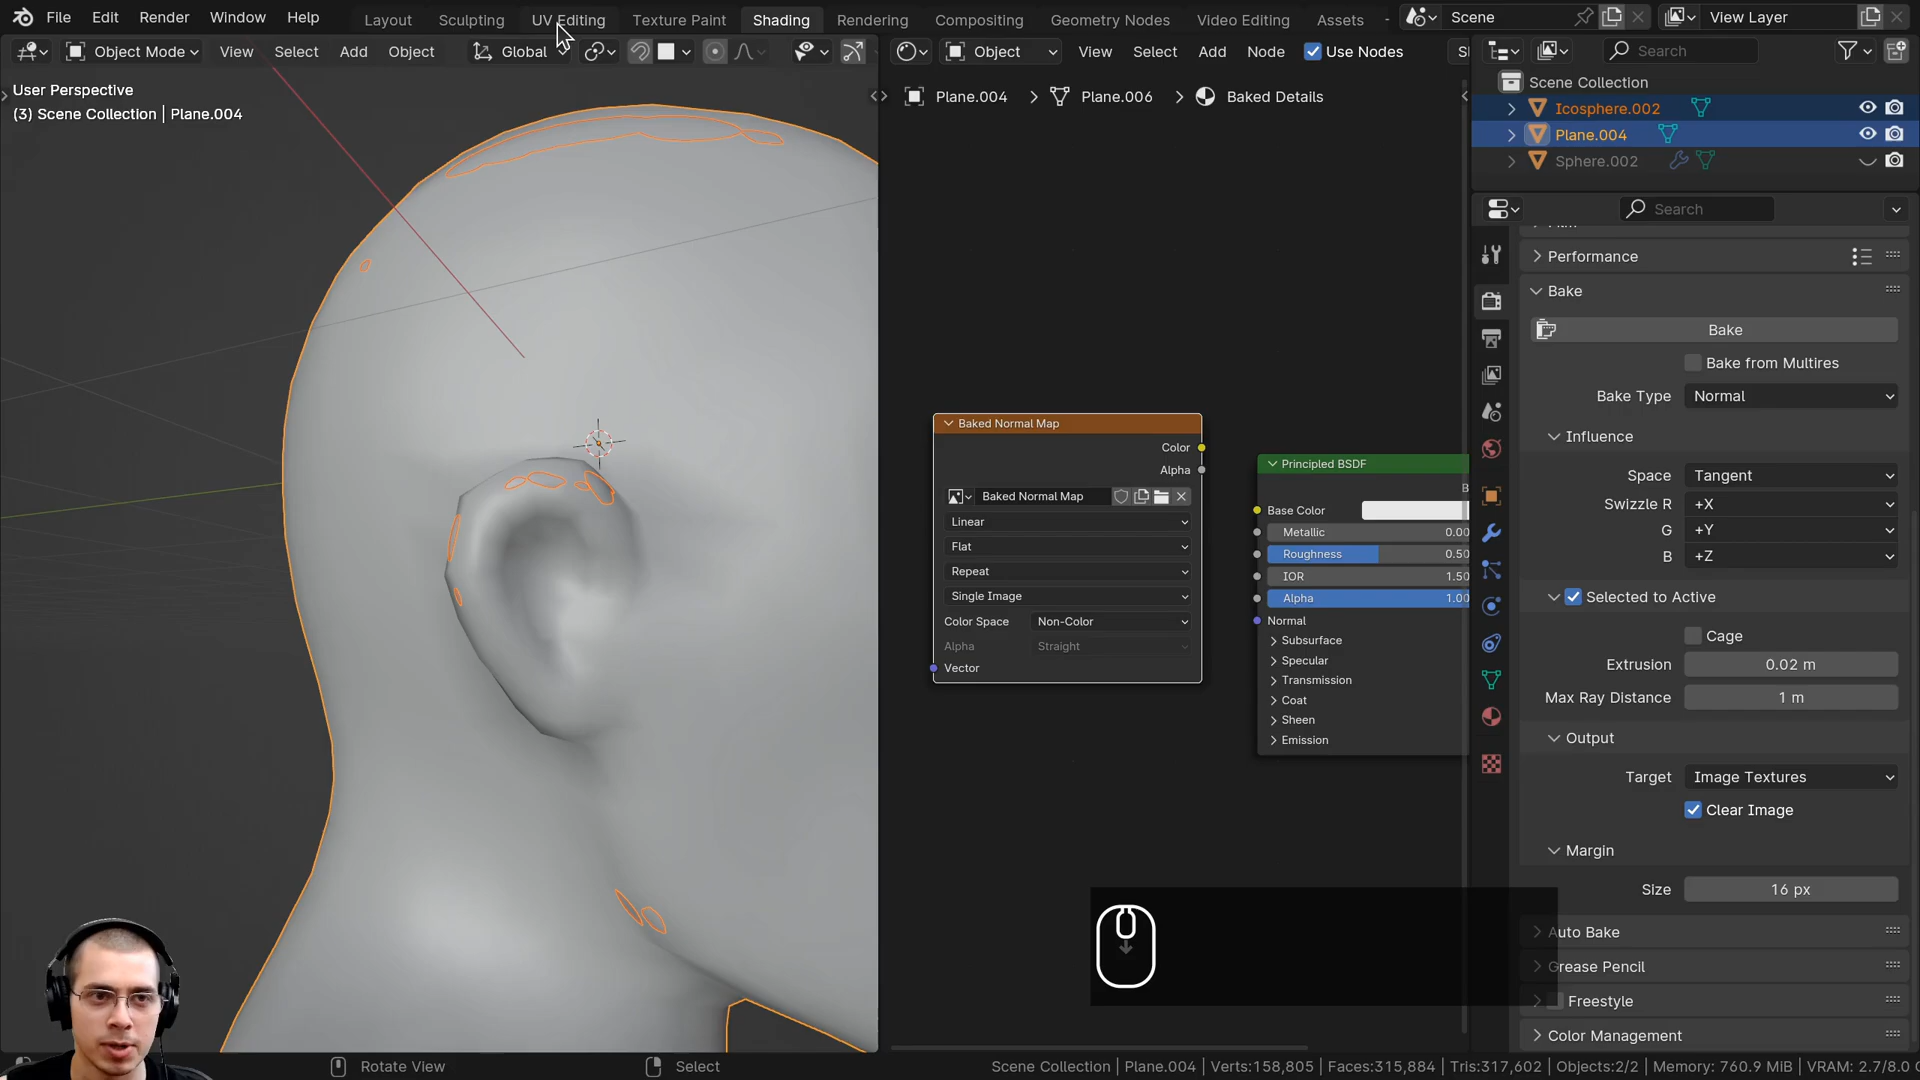 File Edit Render Window Help Layout Sculpting UV Editing Texture Paint Shading Rendering Compositing Geometry Nodes Video Editing Assets Scene View Layer
Object Mode View Select Add Object Global Object View Select Add Node Use Nodes Search
User Perspective
(3) Scene Collection | Plane.004
Plane.004 > Plane.006 > Baked Details
Scene Collection
Icosphere.002
Plane.004
Sphere.002
Search
Performance
Bake
Bake
Bake from Multires
Bake Type Normal
Influence
Space Tangent
Swizzle R +X
G +Y
B +Z
Selected to Active
Cage
Extrusion 0.02 m
Max Ray Distance 1 m
Output
Target Image Textures
Clear Image
Margin
Size 16 px
Auto Bake
Grease Pencil
Freestyle
Color Management
Baked Normal Map
Color
Alpha
Baked Normal Map
Linear
Flat
Repeat
Single Image
Color Space Non-Color
Alpha Straight
Vector
Principled BSDF
B
Base Color
Metallic 0.00
Roughness 0.50
IOR 1.50
Alpha 1.00
Normal
Subsurface
Specular
Transmission
Coat
Sheen
Emission
Rotate View Select Scene Collection | Plane.004 | Verts:158,805 | Faces:315,884 | Tris:317,602 | Objects:2/2 | Memory: 760.9 MiB | VRAM: 2.7/8.0